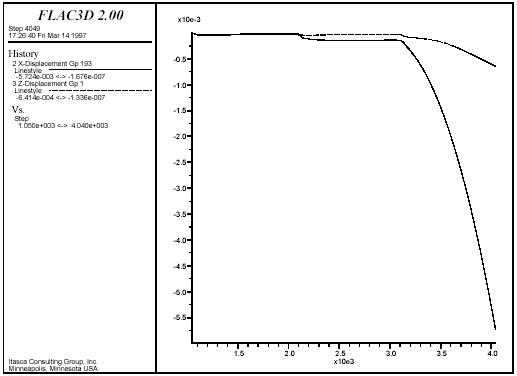 FLAC3D 2.00
Step 4049
17:26:40 Fri Mar 14 1997
History
2 X-Displacement Gp 193
Linestyle
-5.724e-003 <-> -1.676e-007
3 Z-Displacement Gp 1
Linestyle
-6.414e-004 <-> -1.336e-007
Vs.
Step
1.050e+003 <-> 4.040e+003
Itasca Consulting Group, Inc.
Minneapolis, Minnesota USA
x10e-3
-0.5
-1.0
-1.5
-2.0
-2.5
-3.0
-3.5
-4.0
-4.5
-5.0
-5.5
1.5 2.0 2.5 3.0 3.5 4.0
x10e3